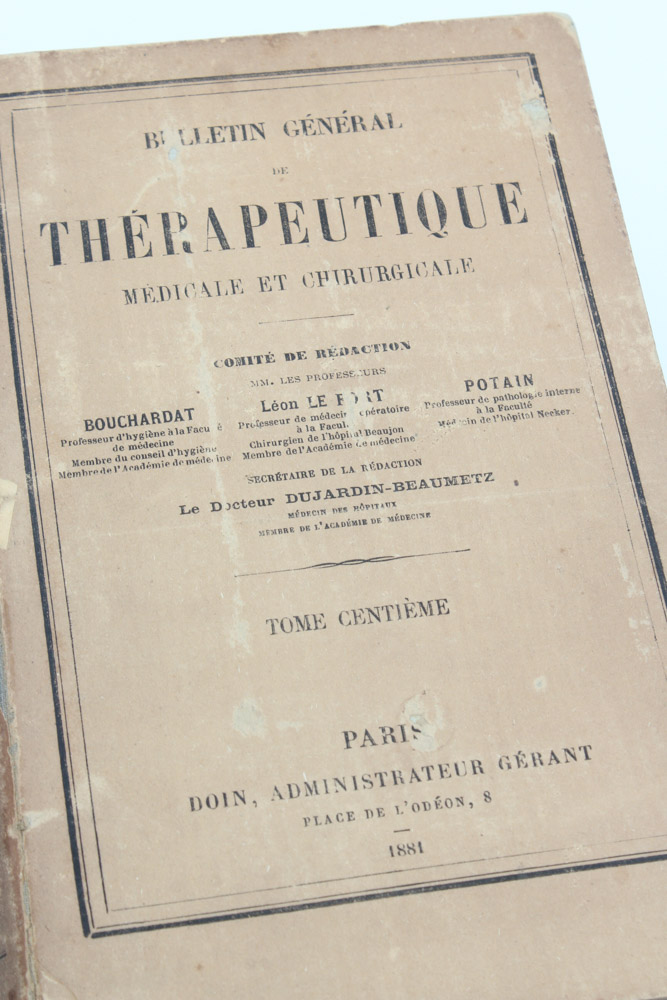 BULLETIN GÉNÉRAL
DE
THÉRAPEUTIQUE
MÉDICALE ET CHIRURGICALE
COMITÉ DE RÉDACTION
MM. LES PROFESSEURS
BOUCHARDAT
Professeur d'hygiène à la Faculté
de médecine
Membre du conseil d'hygiène
Membre de l'Académie de médecine
Léon LE FORT
Professeur de médecine opératoire
à la Faculté
Chirurgien de l'hôpital Beaujon
Membre de l'Académie de médecine
POTAIN
Professeur de pathologie interne
à la Faculté
Médecin de l'hôpital Necker.
SECRÉTAIRE DE LA RÉDACTION
Le Docteur DUJARDIN-BEAUMETZ
MÉDECIN DES HÔPITAUX
MEMBRE DE L'ACADÉMIE DE MÉDECINE
TOME CENTIÈME
PARIS
DOIN, ADMINISTRATEUR GÉRANT
PLACE DE L'ODÉON, 8
1881